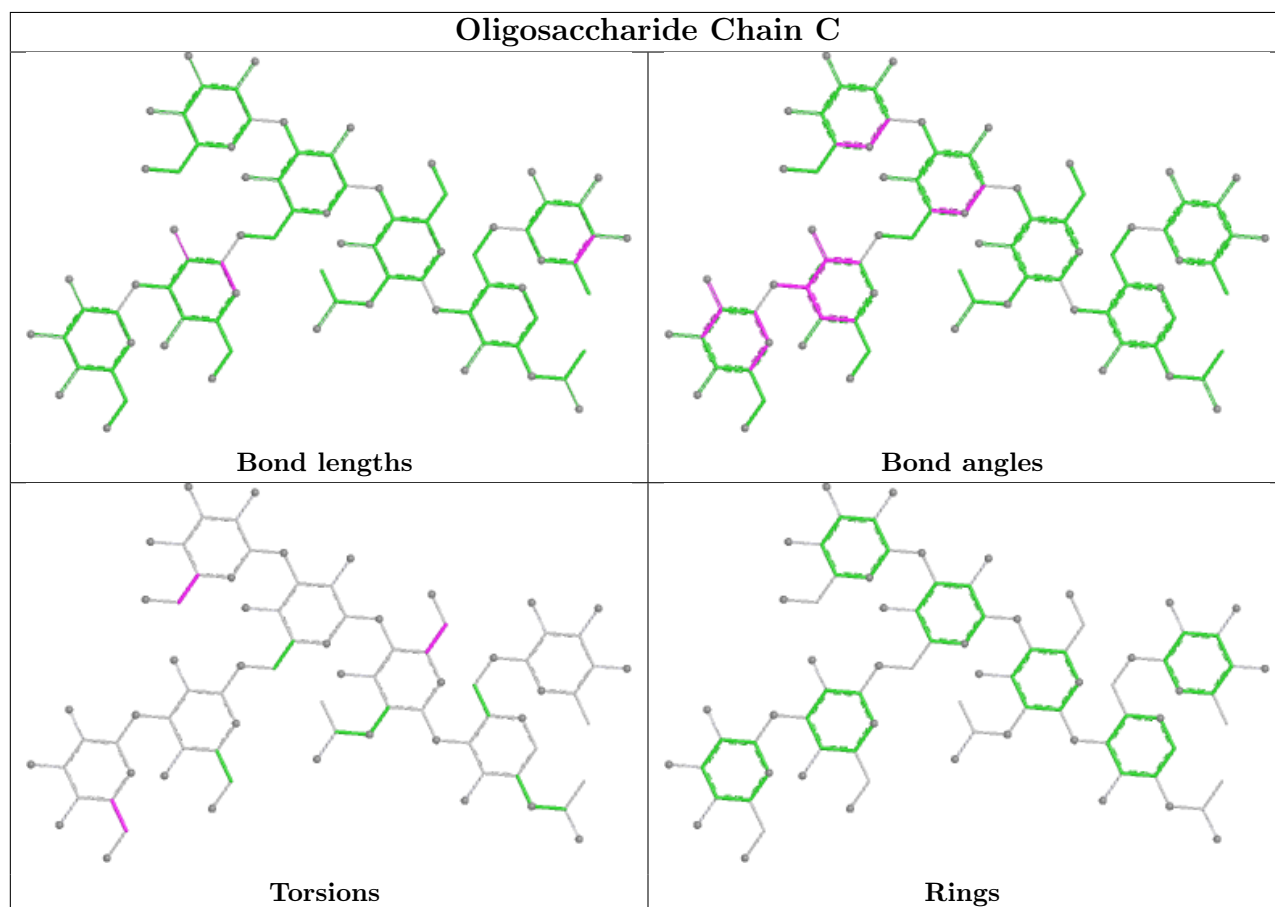 Oligosaccharide Chain C
Bond lengths
Bond angles
Torsions
Rings